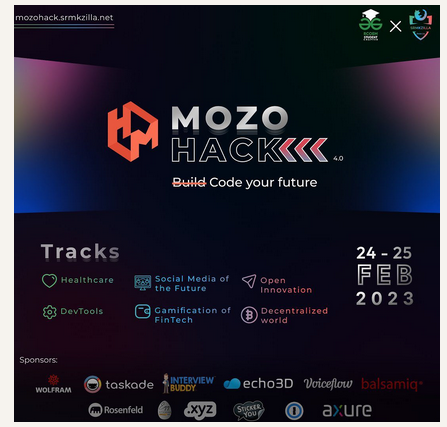 mozohack.srmkzilla.net
MOZO
HACK
4.0
Build Code your future
Tracks
Healthcare
Social Media of
the Future
Open
Innovation
DevTools
Gamification of
FinTech
Decentralized
world
24 - 25
FEB
2023
Sponsors:
WOLFRAM
taskade
INTERVIEW
BUDDY
echo3D
Voiceflow
balsamiq
Rosenfeld
.xyz
STICKER
YOU
axure